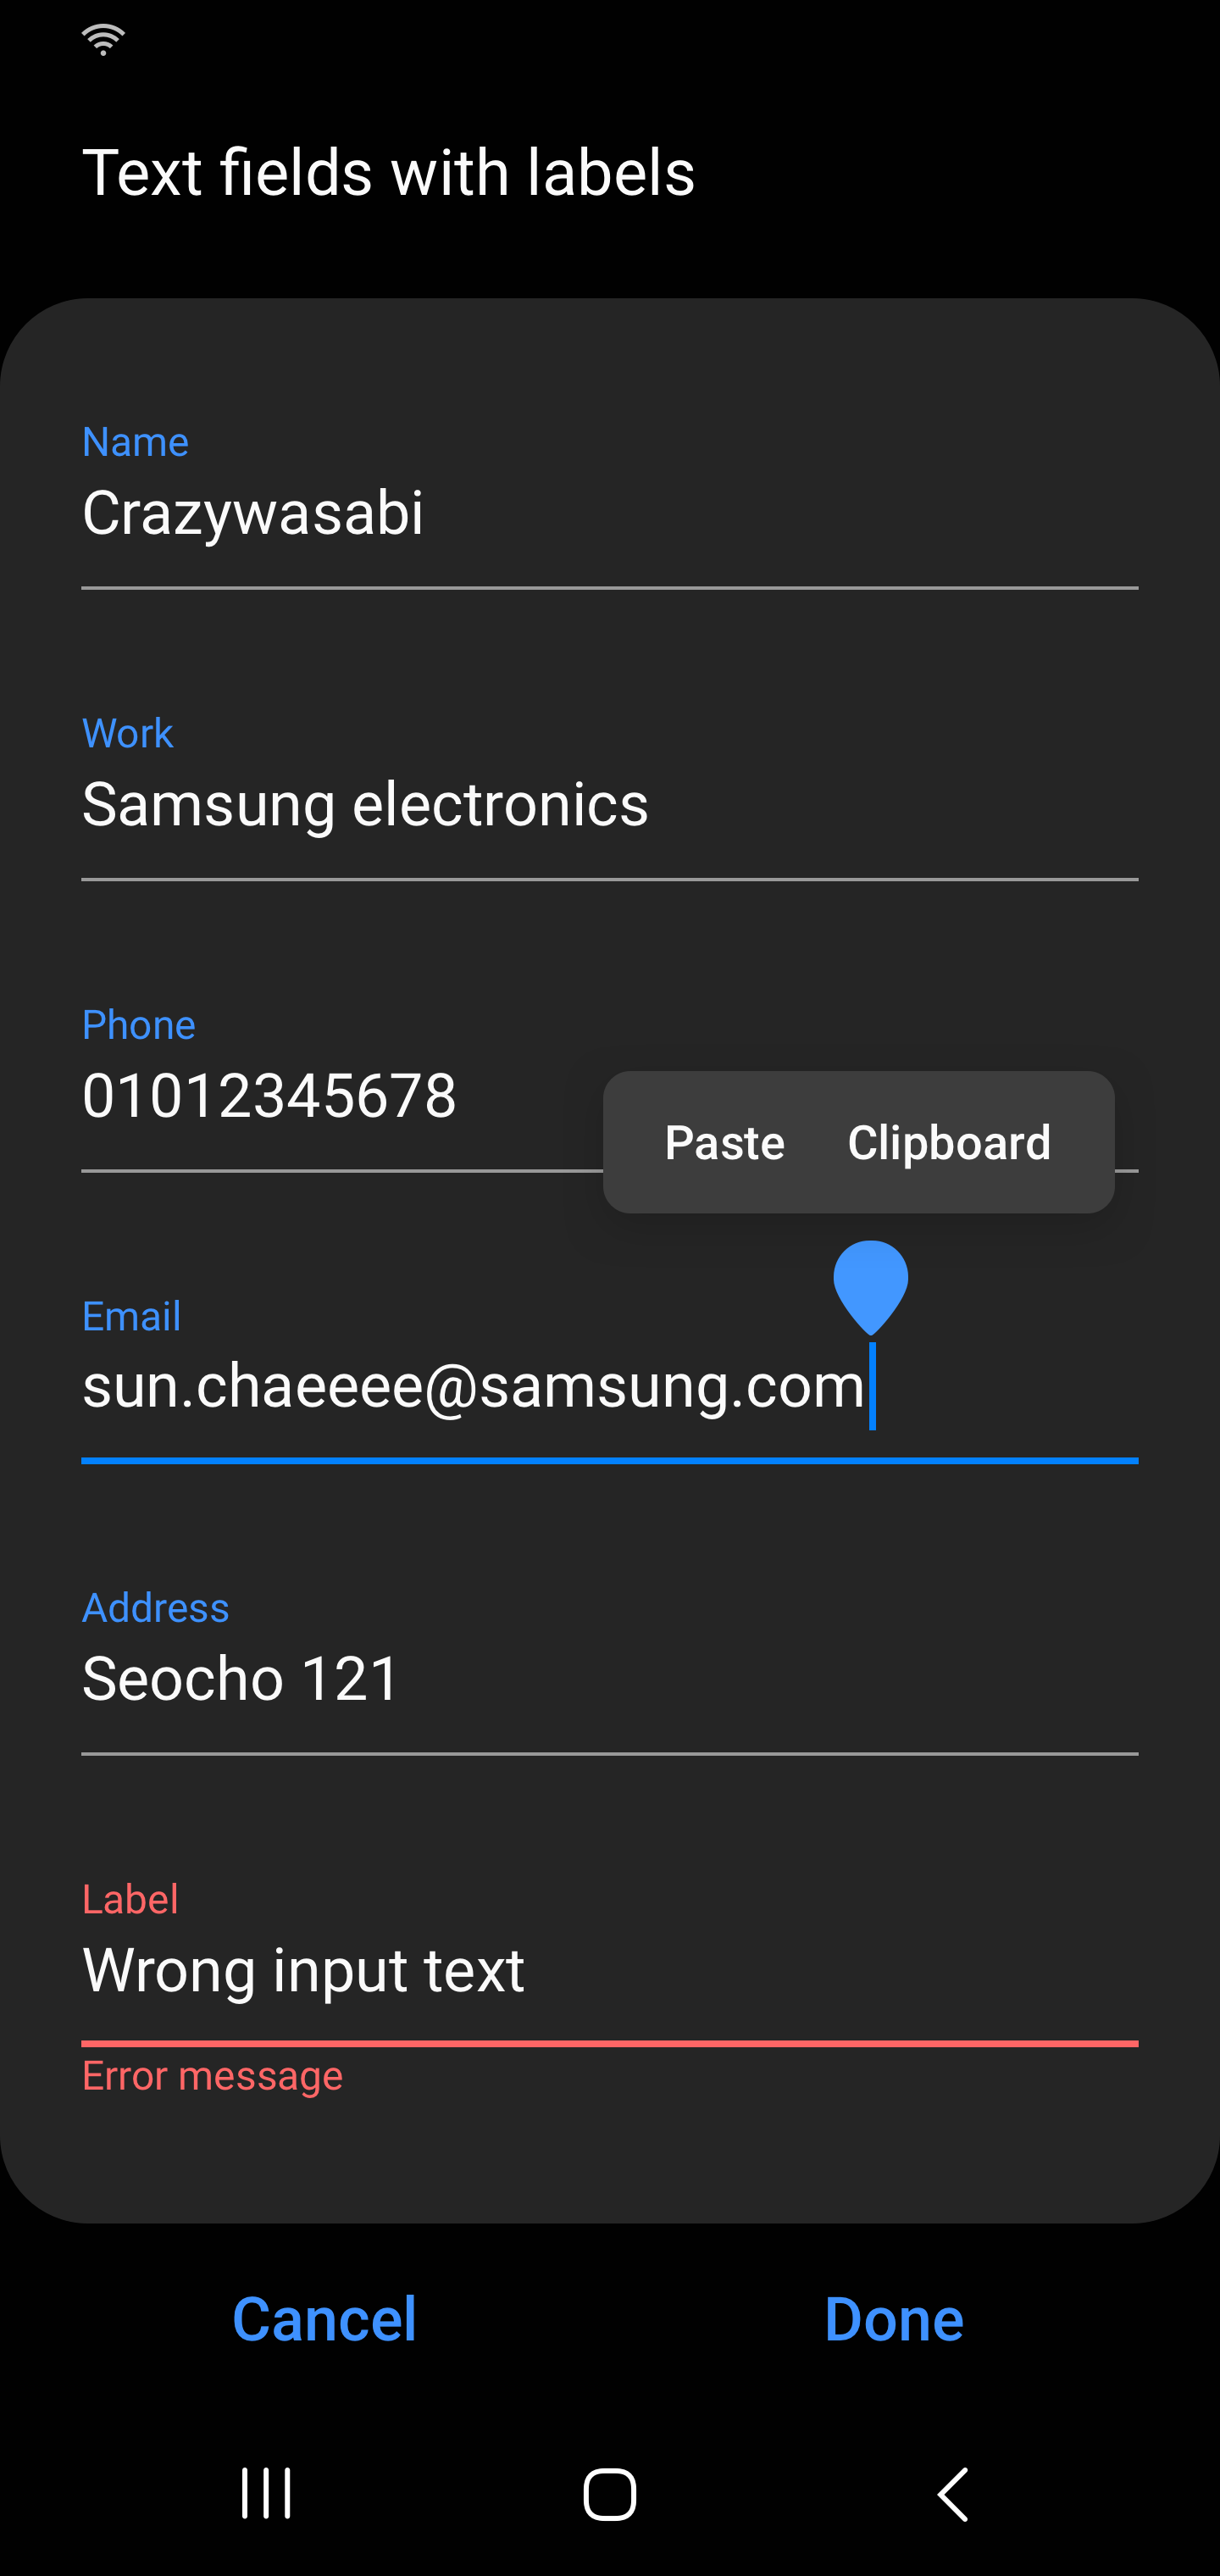 Text fields with labels
Name
Crazywasabi
Work
Samsung electronics
Phone
01012345678
Paste Clipboard
Email
sun.chaeeee@samsung.com
Address
Seocho 121
Label
Wrong input text
Error message
Cancel Done